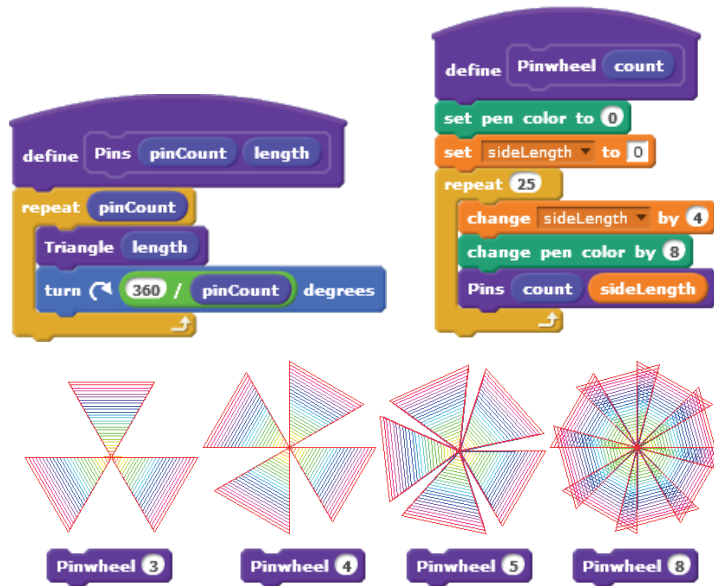 define Pins pinCount length
repeat pinCount
Triangle length
turn 360 / pinCount degrees
define Pinwheel count
set pen color to 0
set sideLength to 0
repeat 25
change sideLength by 4
change pen color by 8
Pins count sideLength
Pinwheel 3
Pinwheel 4
Pinwheel 5
Pinwheel 8